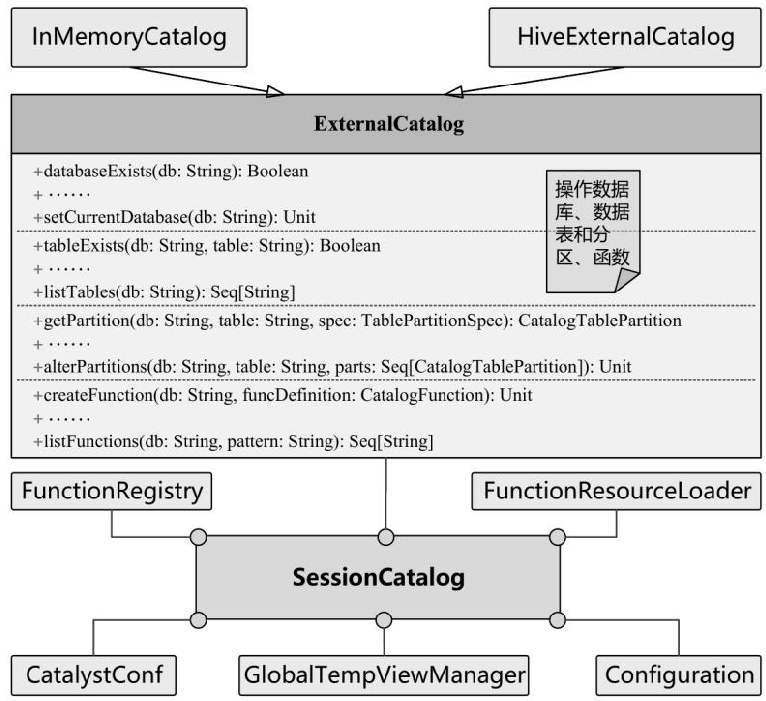 InMemoryCatalog
HiveExternalCatalog
ExternalCatalog
+databaseExists(db: String): Boolean
+ ······
+setCurrentDatabase(db: String): Unit
+tableExists(db: String, table: String): Boolean
+ ······
+listTables(db: String): Seq[String]
操作数据
库、数据
表和分
区、函数
+getPartition(db: String, table: String, spec: TablePartitionSpec): CatalogTablePartition
+ ······
+alterPartitions(db: String, table: String, parts: Seq[CatalogTablePartition]): Unit
+createFunction(db: String, funcDefinition: CatalogFunction): Unit
+ ······
+listFunctions(db: String, pattern: String): Seq[String]
FunctionRegistry
FunctionResourceLoader
SessionCatalog
CatalystConf
GlobalTempViewManager
Configuration